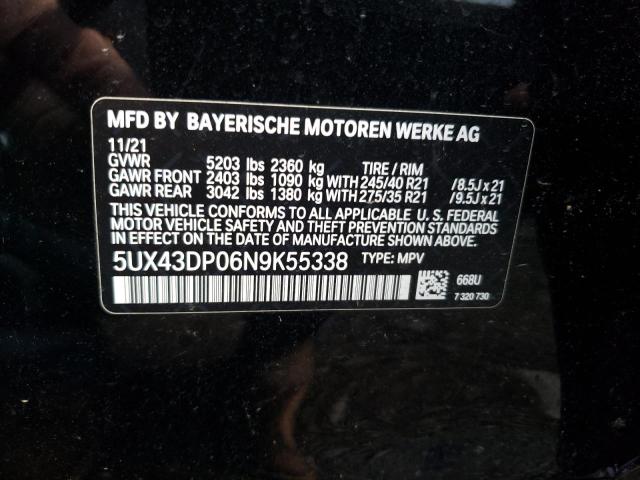 MFD BY BAYERISCHE MOTOREN WERKE AG
11/21
GVWR 5203 lbs 2360 kg TIRE / RIM
GAWR FRONT 2403 lbs 1090 kg WITH 245/40 R21 /8.5J x 21
GAWR REAR 3042 lbs 1380 kg WITH 275/35 R21 /9.5J x 21
THIS VEHICLE CONFORMS TO ALL APPLICABLE U. S. FEDERAL
MOTOR VEHICLE SAFETY AND THEFT PREVENTION STANDARDS
IN EFFECT ON THE DATE OF MANUFACTURE SHOWN ABOVE.
5UX43DP06N9K55338 TYPE: MPV
668U
7 320 730